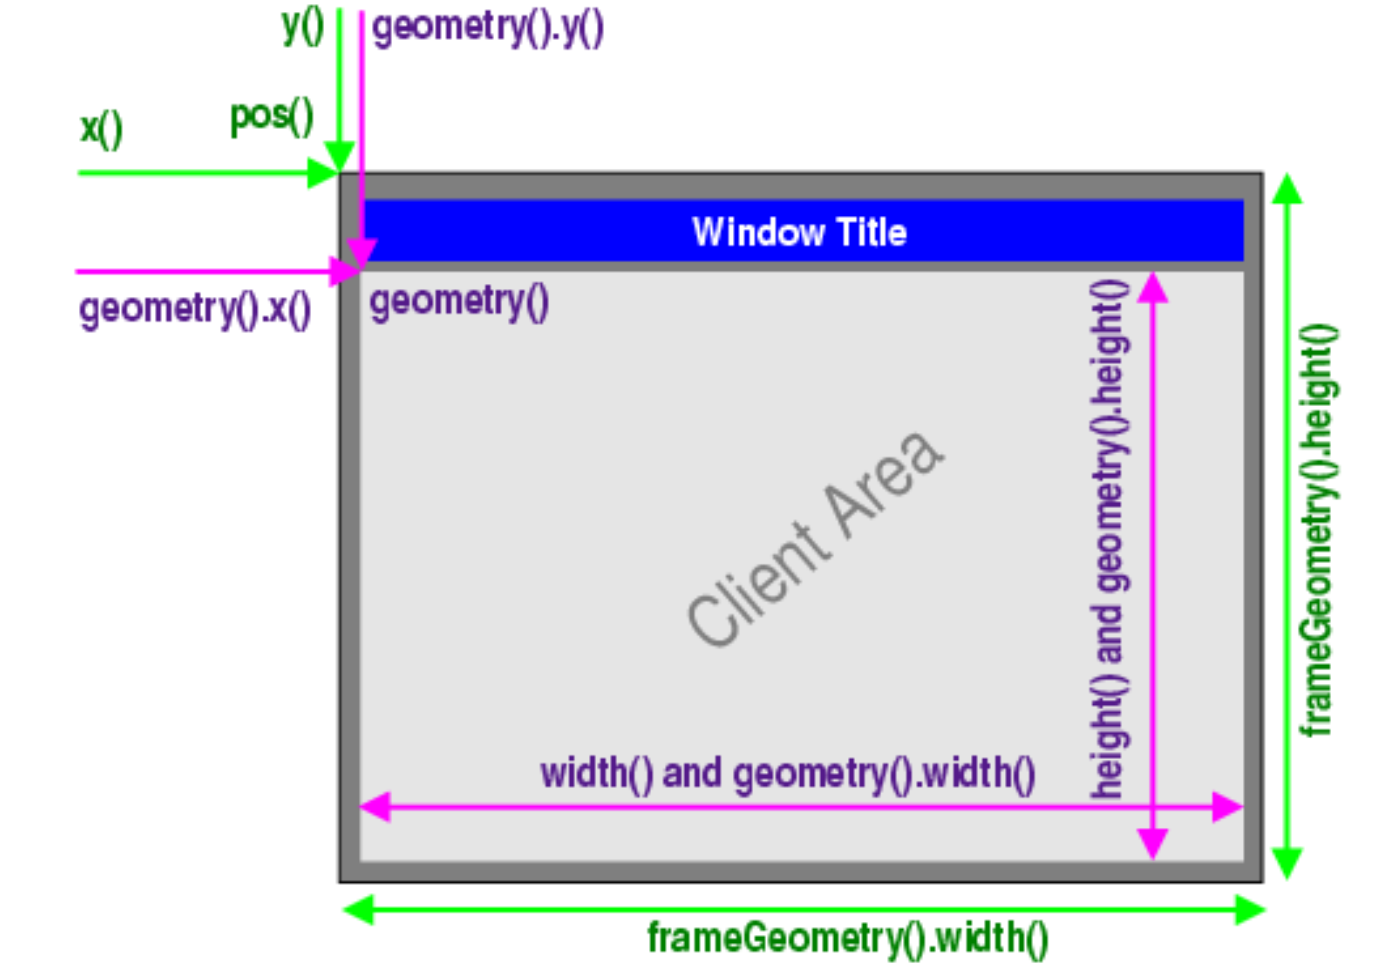 y()
geometry().y()
x()
pos()
Window Title
geometry().x()
geometry()
height() and geometry().height()
frameGeometry().height()
Client Area
width() and geometry().width()
frameGeometry().width()